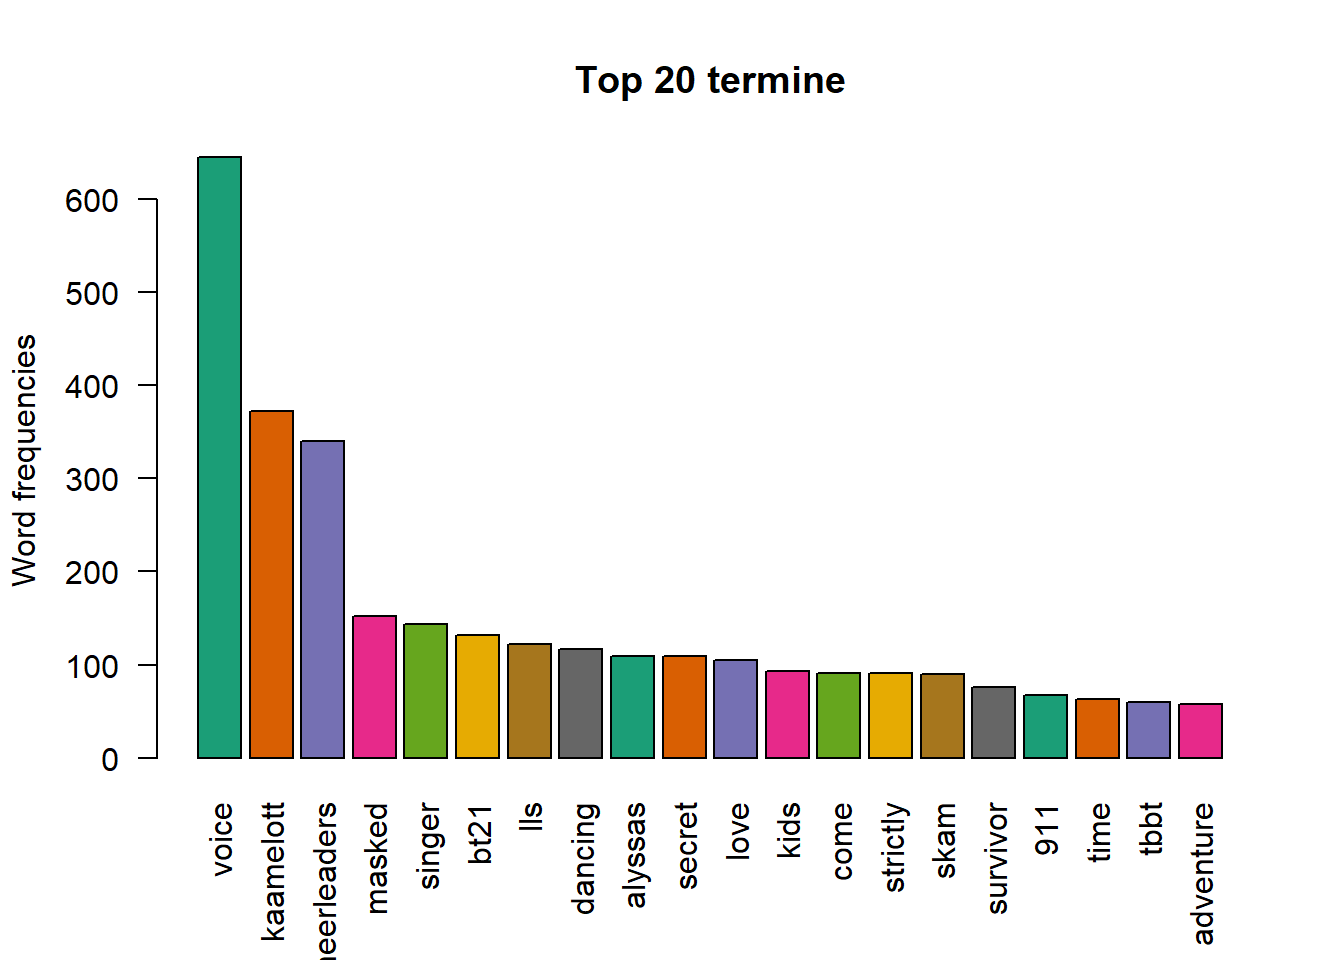 Top 20 termine
Word frequencies
600
500
400
300
200
100
0
voice
kaamelott
heerleaders
masked
singer
bt21
lls
dancing
alyssas
secret
love
kids
come
strictly
skam
survivor
911
time
tbbt
adventure